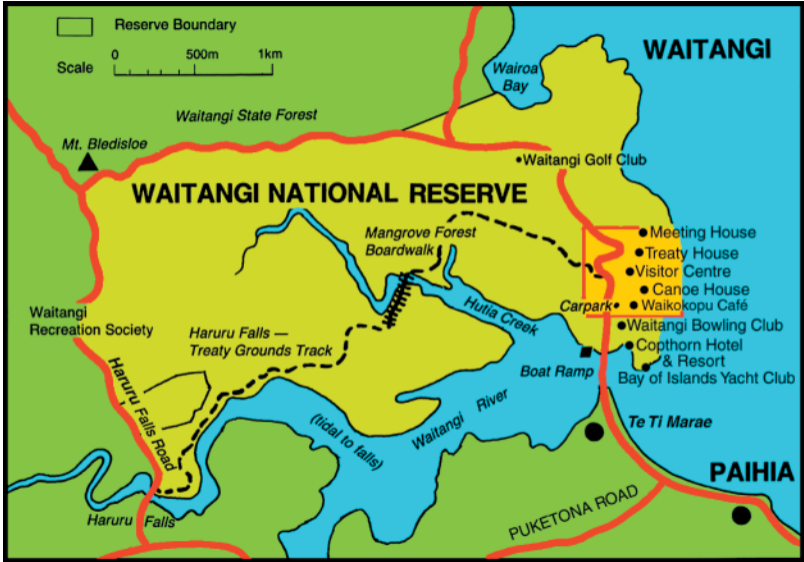 Reserve Boundary
0 500m 1km
Scale
WAITANGI
Wairoa
Bay
Waitangi State Forest
Mt. Bledisloe
Waitangi Golf Club
WAITANGI NATIONAL RESERVE
Mangrove Forest
Boardwalk
Meeting House
Treaty House
Visitor Centre
Canoe House
Carpark
Waikokopu Café
Hutia Creek
Waitangi
Recreation Society
Haruru Falls —
Treaty Grounds Track
Waitangi Bowling Club
Copthorn Hotel
& Resort
Boat Ramp
Bay of Islands Yacht Club
Haruru Falls Road
(tidal to falls)
Waitangi River
Te Ti Marae
PAIHIA
PUKETONA ROAD
Haruru Falls